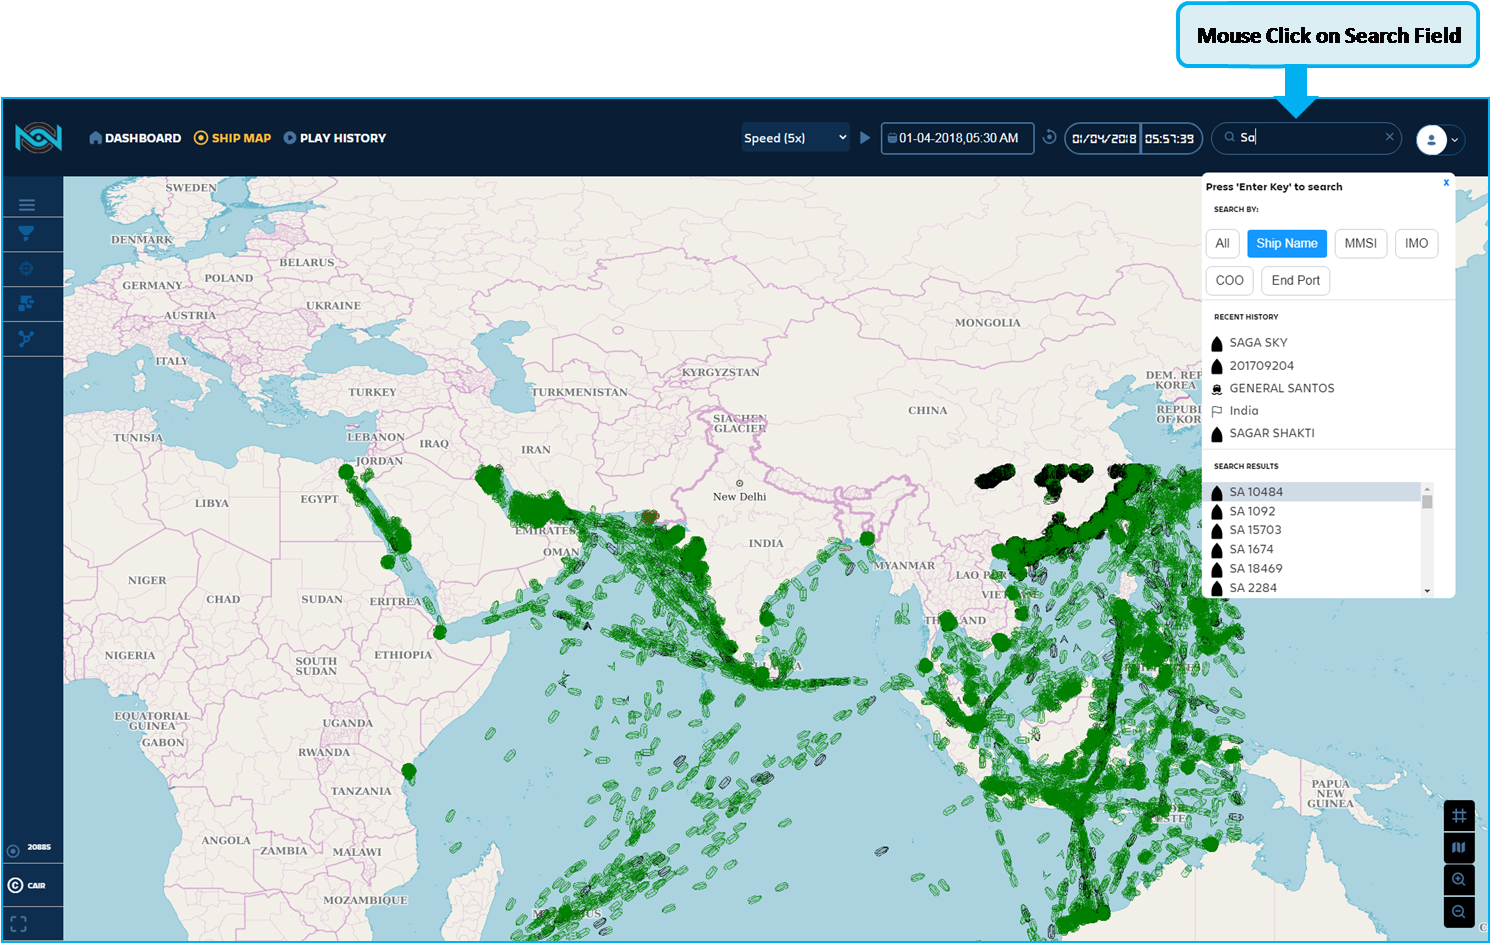 Mouse Click on Search Field
DASHBOARD SHIP MAP PLAY HISTORY Speed (5x) 01-04-2018,05:30 AM 01/04/2018 05:57:39 Sa
Press 'Enter Key' to search x
SEARCH BY:
All Ship Name MMSI IMO
COO End Port
RECENT HISTORY
SAGA SKY
201709204
GENERAL SANTOS
India
SAGAR SHAKTI
SEARCH RESULTS
SA 10484
SA 1092
SA 15703
SA 1674
SA 18469
SA 2284
SWEDEN
DENMARK
BELARUS
POLAND
GERMANY
UKRAINE
AUSTRIA
MONGOLIA
ITALY
KYRGYZSTAN
DEM. REP
KOREA
TURKEY
TURKMENISTAN
CHINA
REPUBL
OF KOR
SIACHEN
GLACIER
TUNISIA
LEBANON
IRAQ
IRAN
JORDAN
New Delhi
LIBYA
EGYPT
EMIRATES
INDIA
OMAN
MYANMAR
LAO PDR
NIGER
CHAD
SUDAN
ERITREA
VIETNAM
THAILAND
NIGERIA
SOUTH
SUDAN
ETHIOPIA
EQUATORIAL
GUINEA
UGANDA
GABON
RWANDA
TANZANIA
PAPUA
NEW
GUINEA
ANGOLA
ZAMBIA
MALAWI
MOZAMBIQUE
20885
CAIR